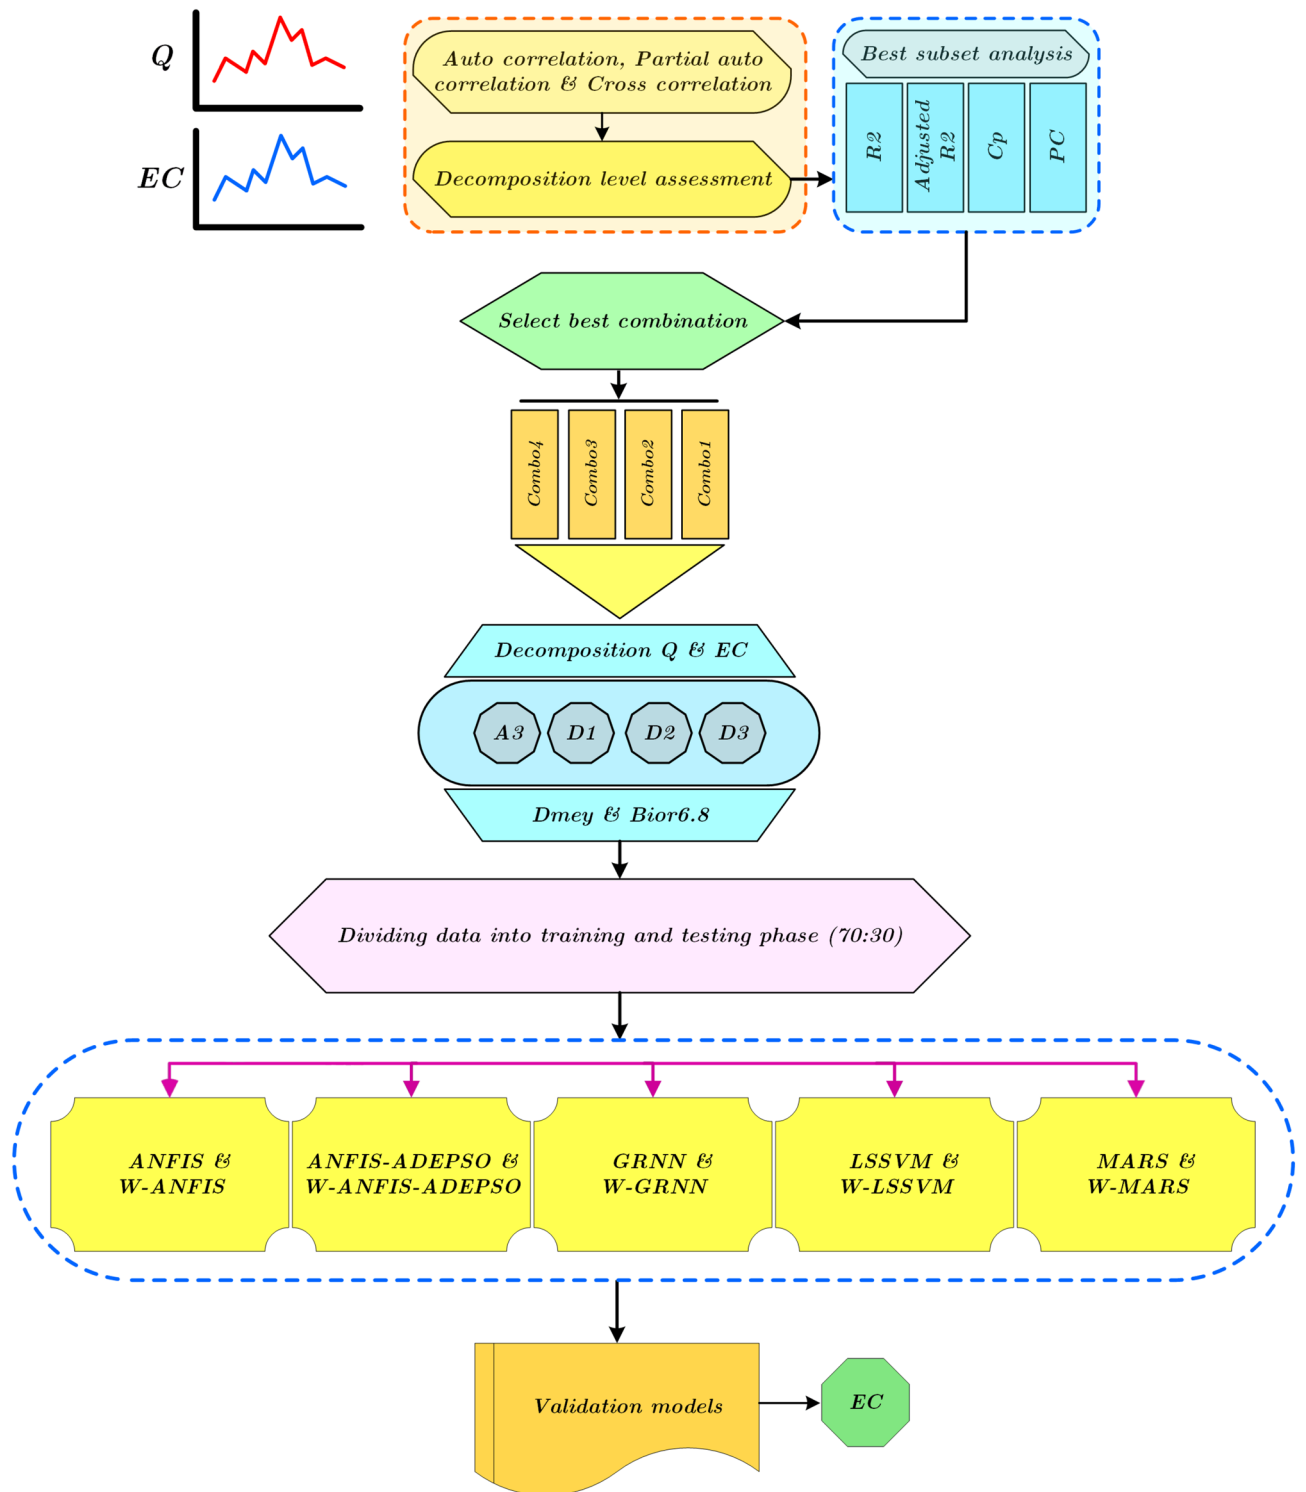 Q
EC
Auto correlation, Partial auto
correlation & Cross correlation
Decomposition level assessment
Best subset analysis
R2
Adjusted
R2
Cp
PC
Select best combination
Combo4
Combo3
Combo2
Combo1
Decomposition Q & EC
A3
D1
D2
D3
Dmey & Bior6.8
Dividing data into training and testing phase (70:30)
ANFIS &
W-ANFIS
ANFIS-ADEPSO &
W-ANFIS-ADEPSO
GRNN &
W-GRNN
LSSVM &
W-LSSVM
MARS &
W-MARS
Validation models
EC